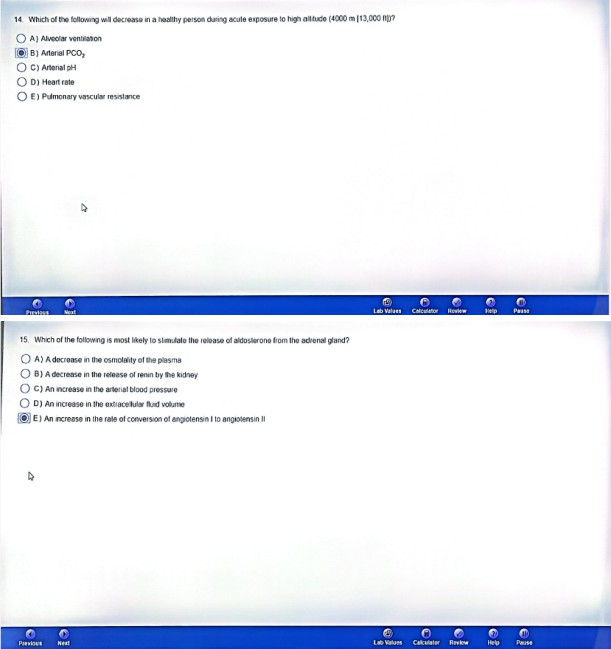 14. Which of the following will decrease in a healthy person during acute exposure to high altitude (4000 m [13,000 ft])?
A) Alveolar ventilation
B) Arterial PCO₂
C) Arterial pH
D) Heart rate
E) Pulmonary vascular resistance
Previous Next Lab Values Calculator Review Help Pause
15. Which of the following is most likely to stimulate the release of aldosterone from the adrenal gland?
A) A decrease in the osmolality of the plasma
B) A decrease in the release of renin by the kidney
C) An increase in the arterial blood pressure
D) An increase in the extracellular fluid volume
E) An increase in the rate of conversion of angiotensin I to angiotensin II
Previous Next Lab Values Calculator Review Help Pause